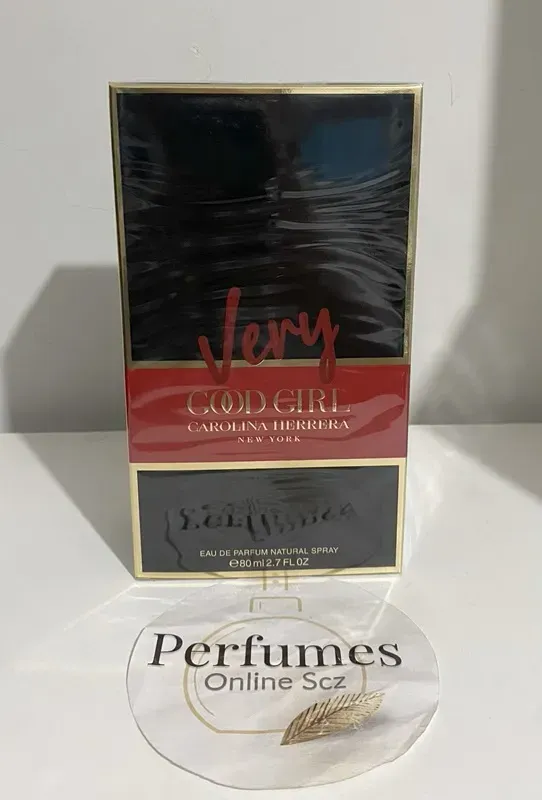 Very
GOOD GIRL
CAROLINA HERRERA
NEW YORK
EAU DE PARFUM NATURAL SPRAY
℮80 ml 2.7 FL OZ
Perfumes
Online Scz